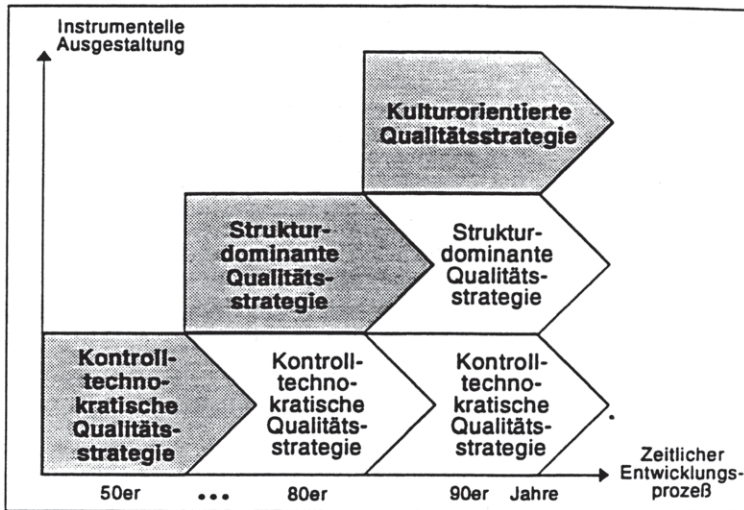 Instrumentelle
Ausgestaltung
Kulturorientierte
Qualitätsstrategie
Struktur-
dominante
Qualitäts-
strategie
Struktur-
dominante
Qualitäts-
strategie
Kontroll-
techno-
kratische
Qualitäts-
strategie
Kontroll-
techno-
kratische
Qualitäts-
strategie
Kontroll-
techno-
kratische
Qualitäts-
strategie
50er ... 80er 90er Jahre
Zeitlicher
Entwicklungs-
prozeß